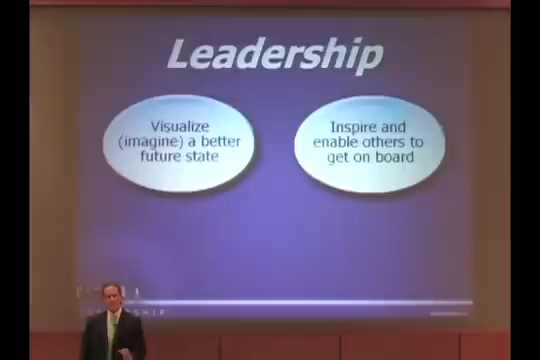 Leadership
Visualize
(imagine) a better
future state
Inspire and
enable others to
get on board